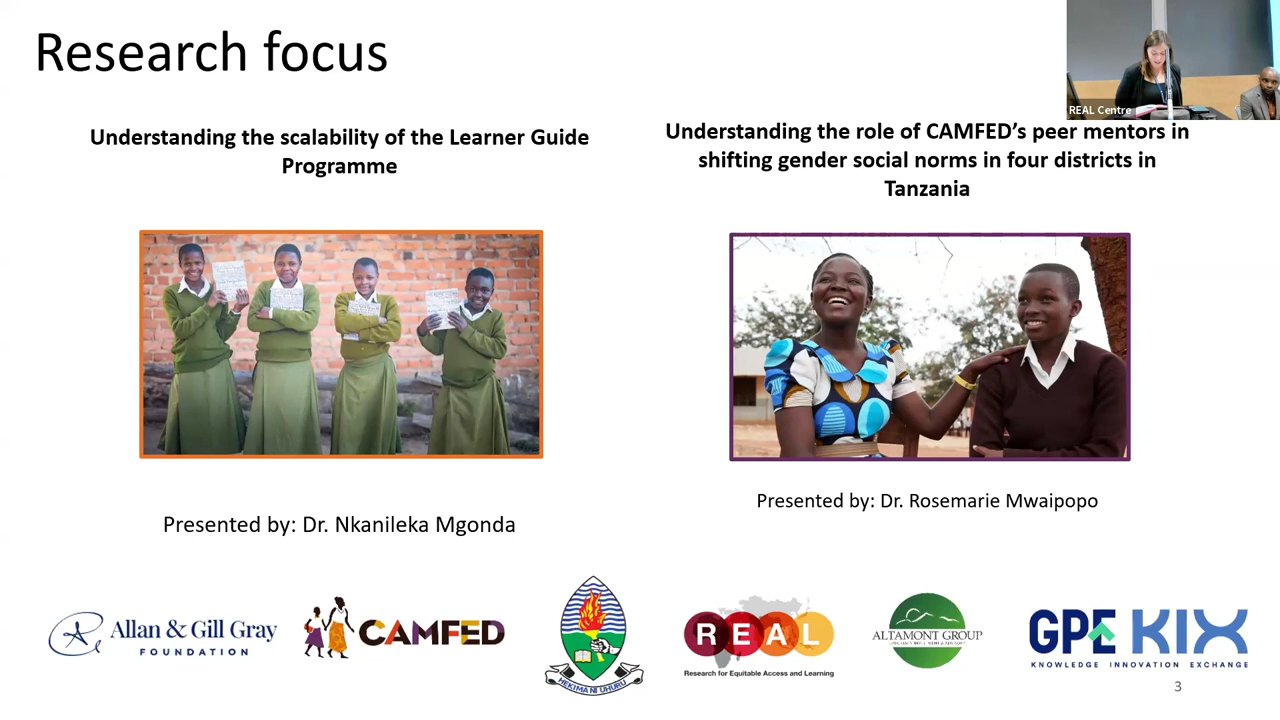 Research focus
REAL Centre
Understanding the scalability of the Learner Guide
Programme
Understanding the role of CAMFED's peer mentors in
shifting gender social norms in four districts in
Tanzania
Presented by: Dr. Nkanileka Mgonda
Presented by: Dr. Rosemarie Mwaipopo
Allan & Gill Gray
FOUNDATION
CAMFED
HEKIMA NI UHURU
REAL
Research for Equitable Access and Learning
ALTAMONT GROUP
GPE KIX
KNOWLEDGE INNOVATION EXCHANGE
3